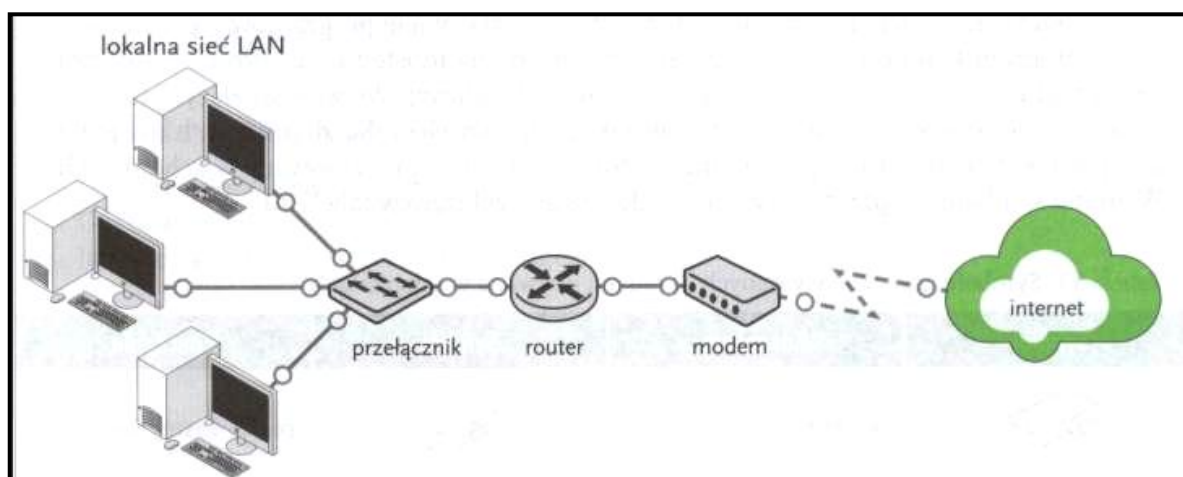 lokalna sieć LAN
przełącznik
router
modem
internet